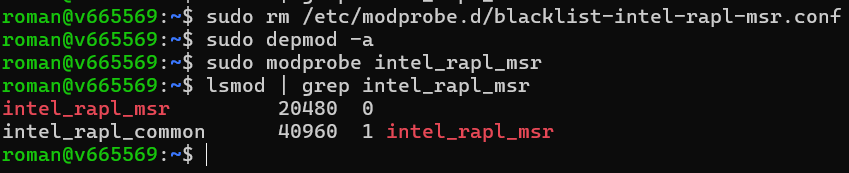 roman@v665569:~$ sudo rm /etc/modprobe.d/blacklist-intel-rapl-msr.conf
roman@v665569:~$ sudo depmod -a
roman@v665569:~$ sudo modprobe intel_rapl_msr
roman@v665569:~$ lsmod | grep intel_rapl_msr
intel_rapl_msr         20480  0
intel_rapl_common      40960  1 intel_rapl_msr
roman@v665569:~$